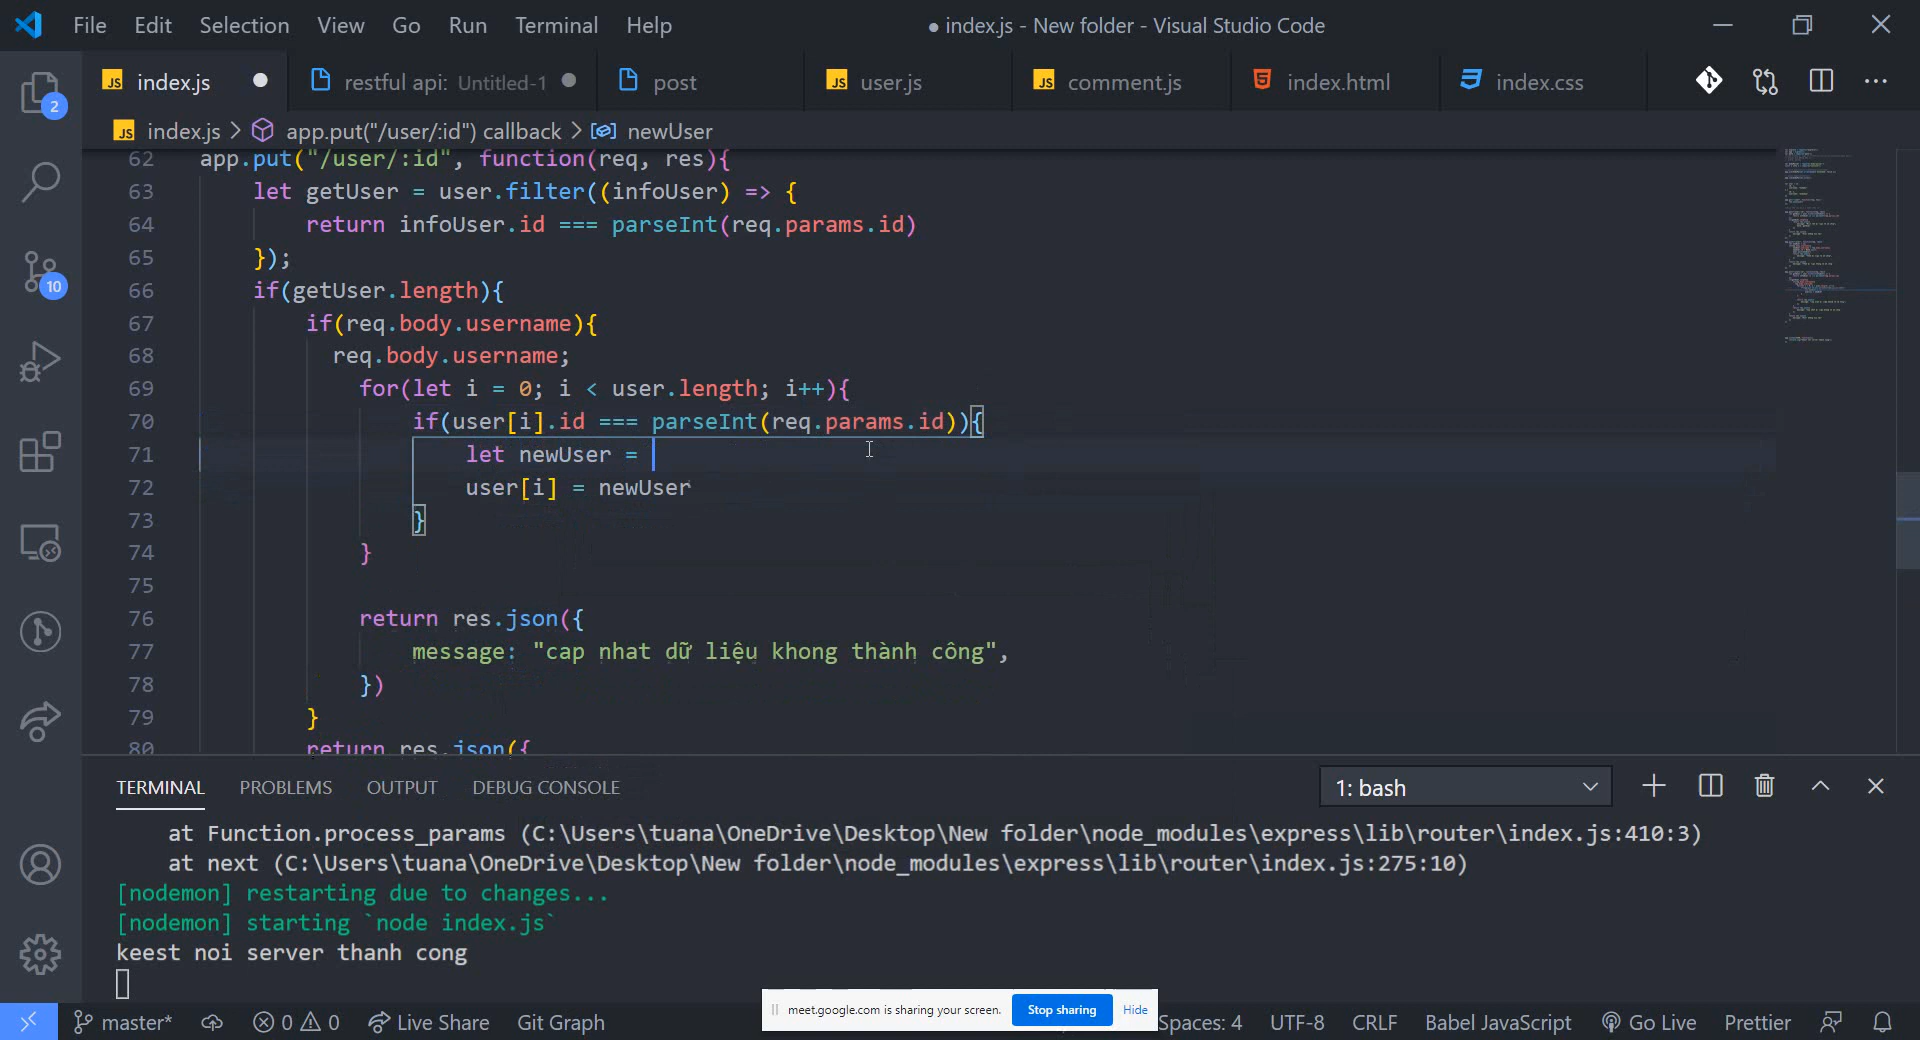 File Edit Selection View Go Run Terminal Help ● index.js - New folder - Visual Studio Code
JS index.js ● restful api: Untitled-1 ● post JS user.js JS comment.js index.html index.css
JS index.js > app.put("/user/:id") callback > newUser
62 app.put("/user/:id", function(req, res){
63 let getUser = user.filter((infoUser) => {
64 return infoUser.id === parseInt(req.params.id)
65 });
66 if(getUser.length){
67 if(req.body.username){
68 req.body.username;
69 for(let i = 0; i < user.length; i++){
70 if(user[i].id === parseInt(req.params.id)){
71 let newUser =
72 user[i] = newUser
73 }
74 }
75
76 return res.json({
77 message: "cap nhat dữ liệu khong thành công",
78 })
79 }
80 return res.json({
2
10
TERMINAL PROBLEMS OUTPUT DEBUG CONSOLE 1: bash
at Function.process_params (C:\Users\tuana\OneDrive\Desktop\New folder\node_modules\express\lib\router\index.js:410:3)
at next (C:\Users\tuana\OneDrive\Desktop\New folder\node_modules\express\lib\router\index.js:275:10)
[nodemon] restarting due to changes...
[nodemon] starting `node index.js`
keest noi server thanh cong
meet.google.com is sharing your screen. Stop sharing Hide
master* 0 0 Live Share Git Graph Spaces: 4 UTF-8 CRLF Babel JavaScript Go Live Prettier